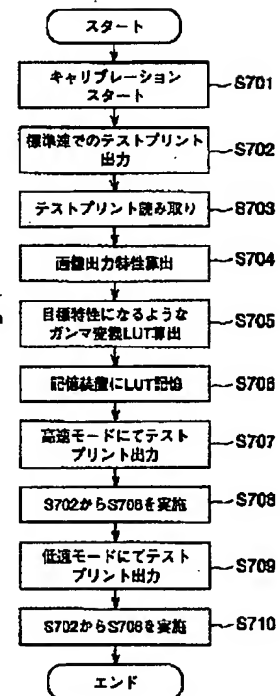 スタート
キャリブレーション
スタート
S701
標準速でのテストプリント
出力
S702
テストプリント読み取り
S703
画像出力特性算出
S704
目標特性になるような
ガンマ変換LUT算出
S705
記憶装置にLUT記憶
S706
高速モードにてテスト
プリント出力
S707
S702からS706を実施
S708
低速モードにてテスト
プリント出力
S709
S702からS706を実施
S710
エンド